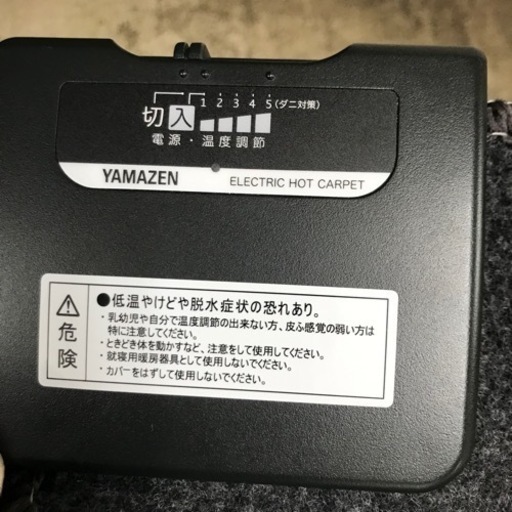 1 2 3 4 5(ダニ対策)
切 入
電源・温度調節
YAMAZEN ELECTRIC HOT CARPET
危険
●低温やけどや脱水症状の恐れあり。
・乳幼児や自分で温度調節の出来ない方、皮ふ感覚の弱い方は
特に注意してください。
・ときどき体を動かすなど、注意をして使用してください。
・就寝用暖房器具として使用しないでください。
・カバーをはずして使用しないでください。